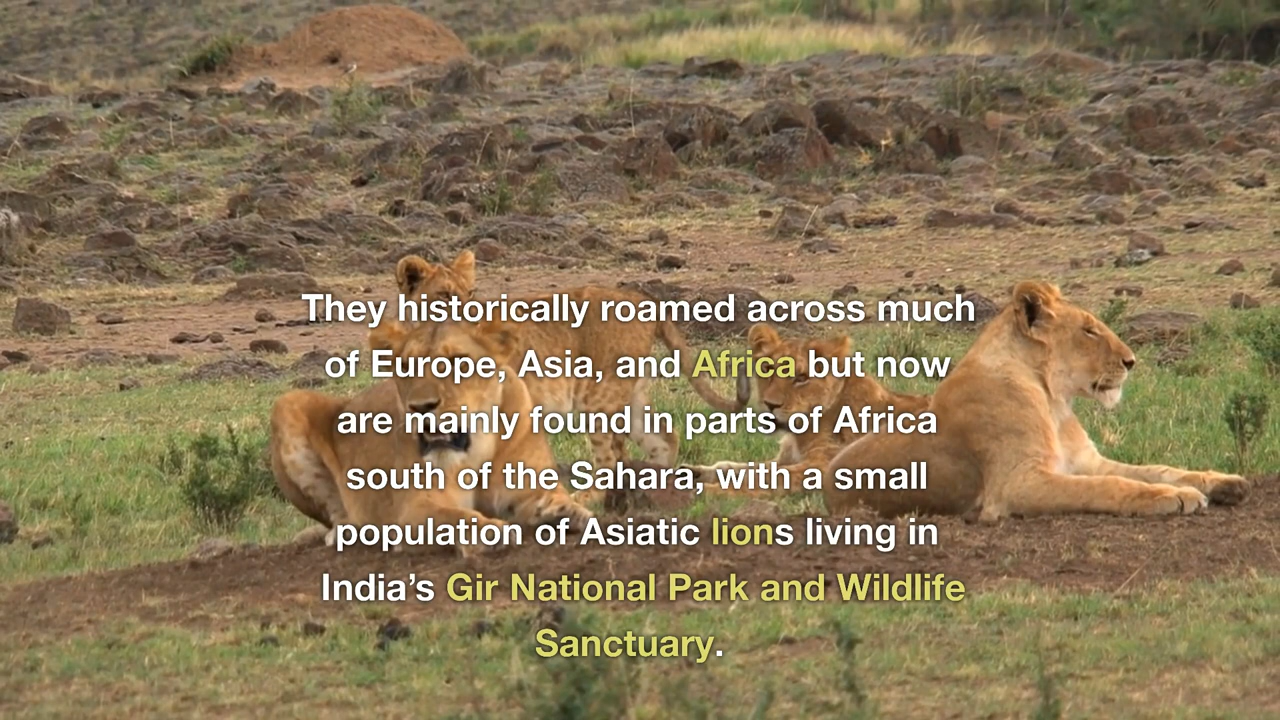 They historically roamed across much
of Europe, Asia, and Africa but now
are mainly found in parts of Africa
south of the Sahara, with a small
population of Asiatic lions living in
India’s Gir National Park and Wildlife
Sanctuary.